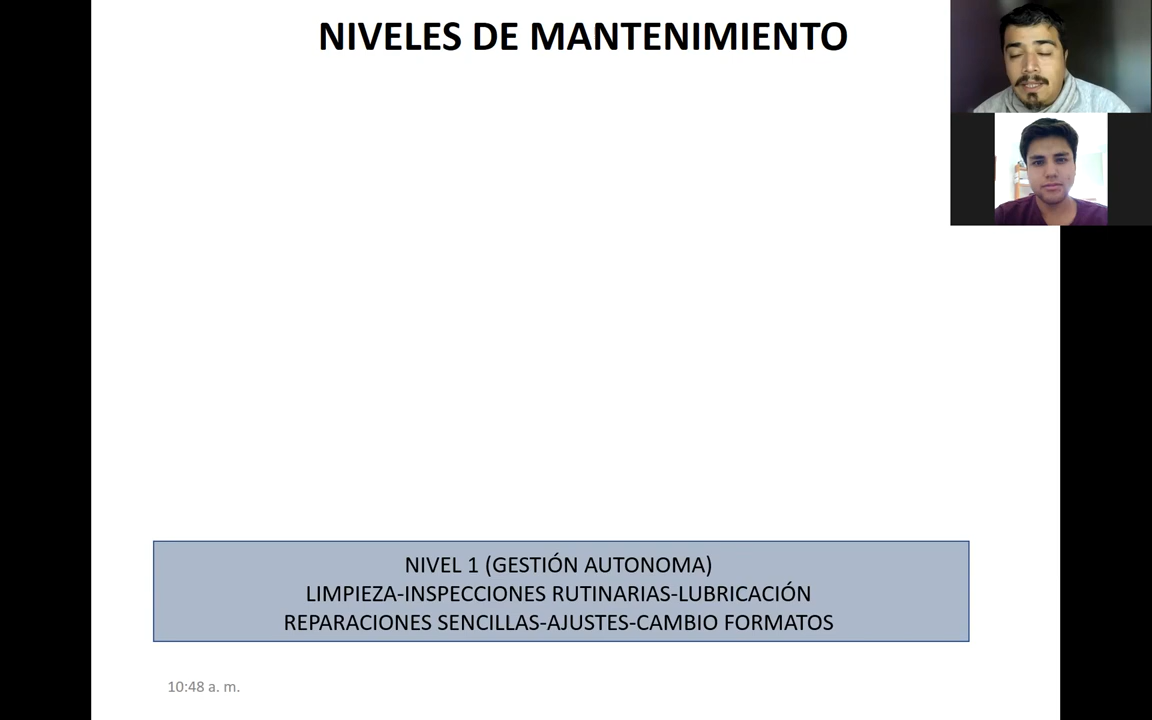 NIVELES DE MANTENIMIENTO
NIVEL 1 (GESTIÓN AUTONOMA)
LIMPIEZA-INSPECCIONES RUTINARIAS-LUBRICACIÓN
REPARACIONES SENCILLAS-AJUSTES-CAMBIO FORMATOS
10:48 a. m.